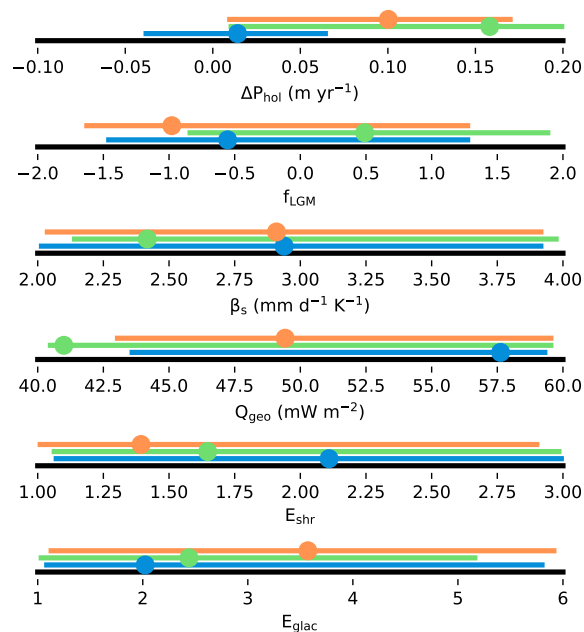 −0.10 −0.05 0.00 0.05 0.10 0.15 0.20
ΔP_hol (m yr⁻¹)
−2.0 −1.5 −1.0 −0.5 0.0 0.5 1.0 1.5 2.0
f_LGM
2.00 2.25 2.50 2.75 3.00 3.25 3.50 3.75 4.00
β_s (mm d⁻¹ K⁻¹)
40.0 42.5 45.0 47.5 50.0 52.5 55.0 57.5 60.0
Q_geo (mW m⁻²)
1.00 1.25 1.50 1.75 2.00 2.25 2.50 2.75 3.00
E_shr
1 2 3 4 5 6
E_glac